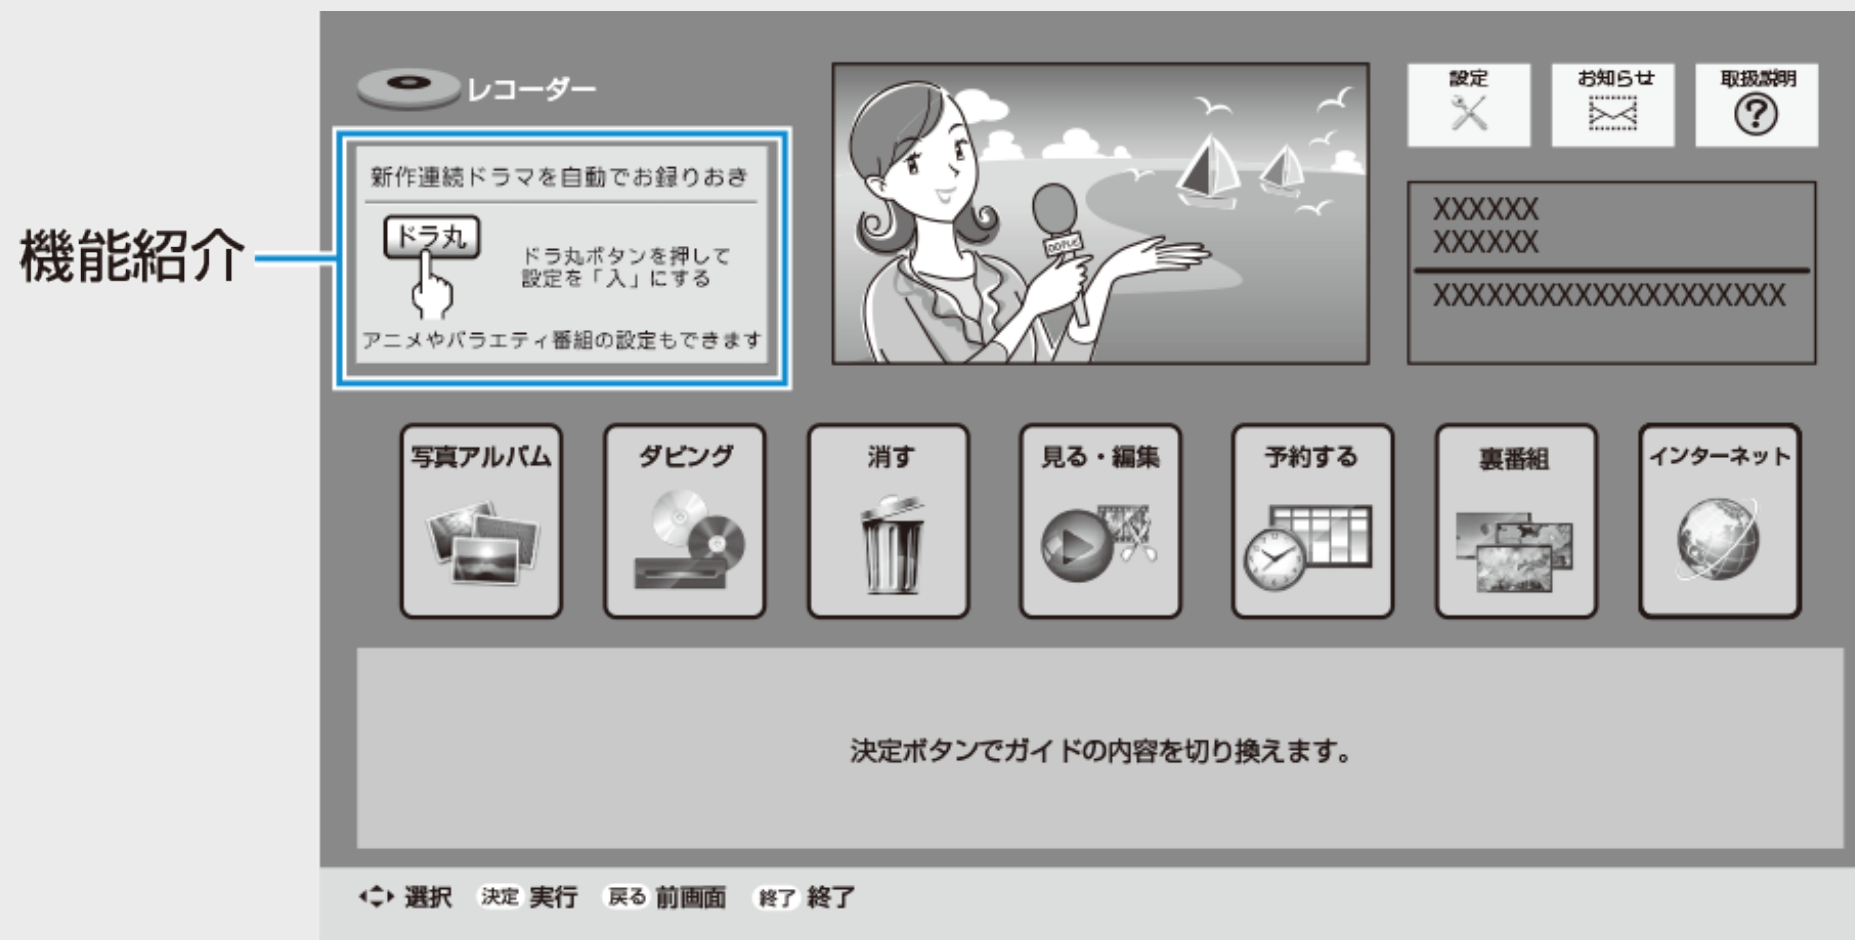 機能紹介
レコーダー
新作連続ドラマを自動でお録りおき
ドラ丸
ドラ丸ボタンを押して
設定を「入」にする
アニメやバラエティ番組の設定もできます
設定
お知らせ
取扱説明
?
XXXXXX
XXXXXX
XXXXXXXXXXXXXXXXXXXX
写真アルバム
ダビング
消す
見る・編集
予約する
裏番組
インターネット
決定ボタンでガイドの内容を切り換えます。
選択 決定 実行 戻る 前画面 終了 終了